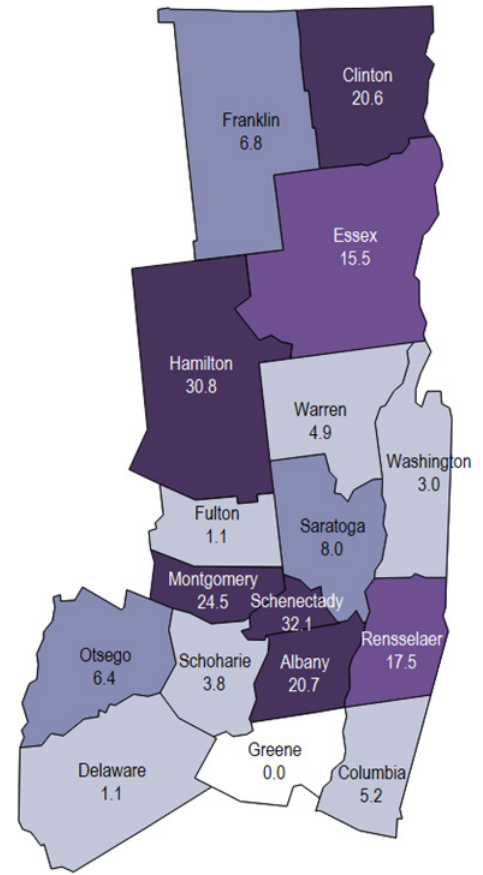 Clinton
20.6
Franklin
6.8
Essex
15.5
Hamilton
30.8
Warren
4.9
Washington
3.0
Fulton
1.1
Saratoga
8.0
Montgomery
24.5
Schenectady
32.1
Rensselaer
17.5
Otsego
6.4
Schoharie
3.8
Albany
20.7
Greene
0.0
Delaware
1.1
Columbia
5.2